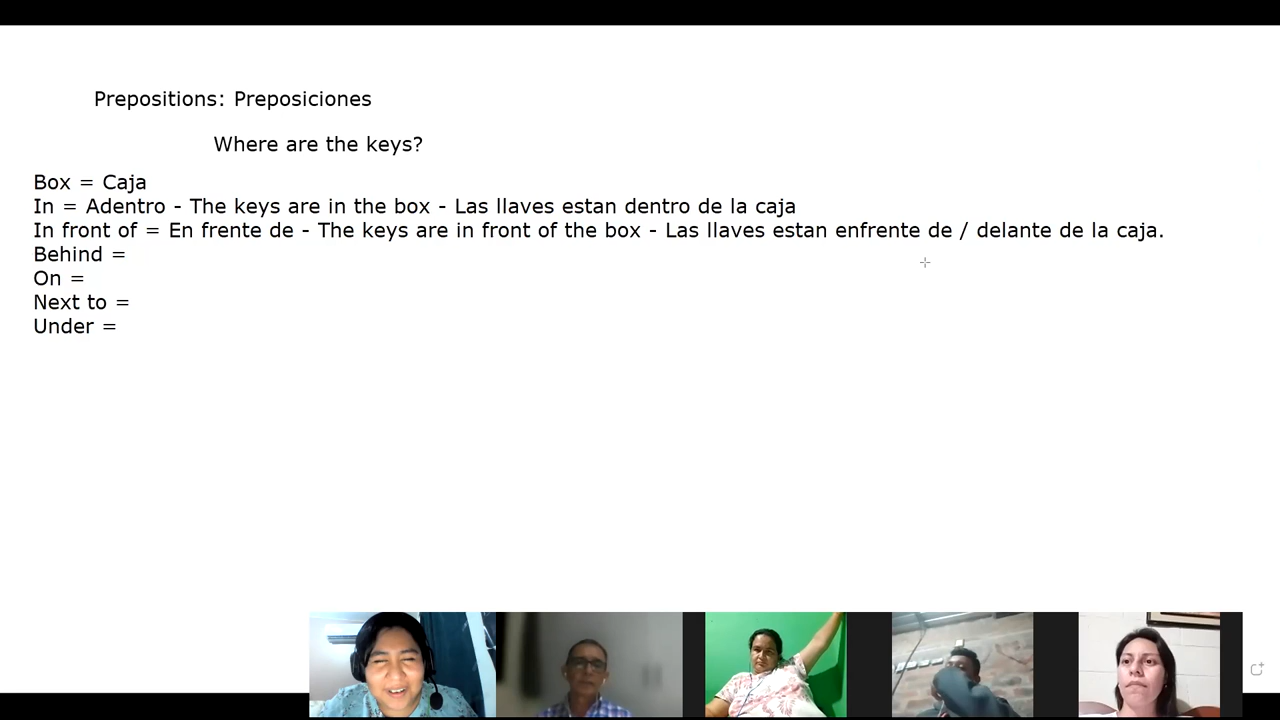 Prepositions: Preposiciones
Where are the keys?
Box = Caja
In = Adentro - The keys are in the box - Las llaves estan dentro de la caja
In front of = En frente de - The keys are in front of the box - Las llaves estan enfrente de / delante de la caja.
Behind =
On =
Next to =
Under =